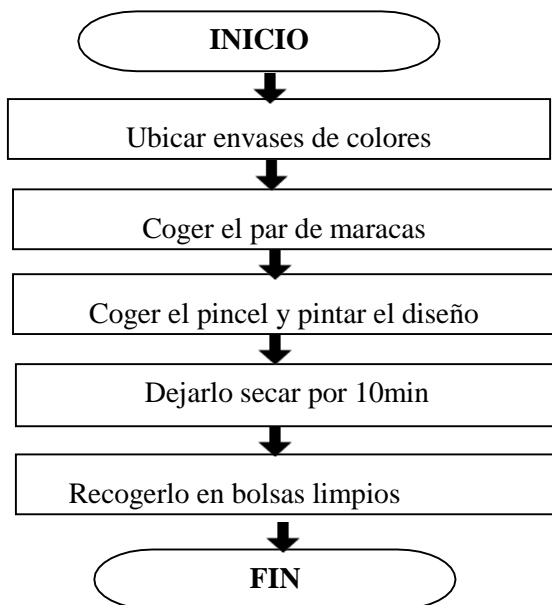 INICIO
Ubicar envases de colores
Coger el par de maracas
Coger el pincel y pintar el diseño
Dejarlo secar por 10min
Recogerlo en bolsas limpios
FIN